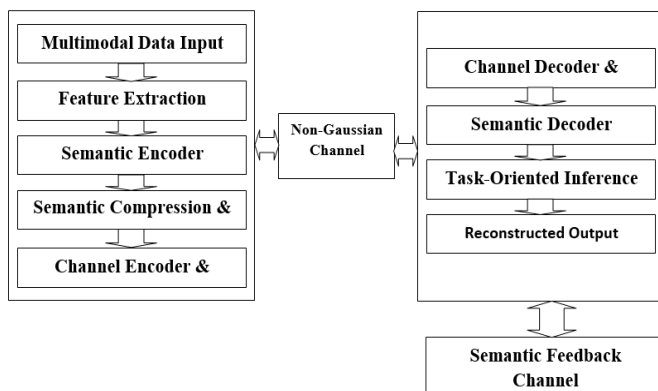 Multimodal Data Input
Feature Extraction
Semantic Encoder
Semantic Compression &
Channel Encoder &
Non-Gaussian
Channel
Channel Decoder &
Semantic Decoder
Task-Oriented Inference
Reconstructed Output
Semantic Feedback
Channel